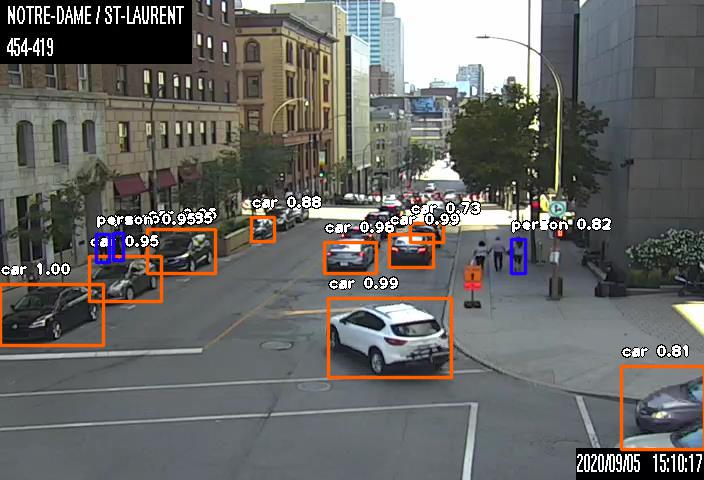 NOTRE-DAME / ST-LAURENT
454-419
car 0.88
car 0.73
person 0.95
car 0.98
car 0.99
person 0.82
car 0.95
car 1.00
car 0.99
car 0.81
2020/09/05 15:10:17